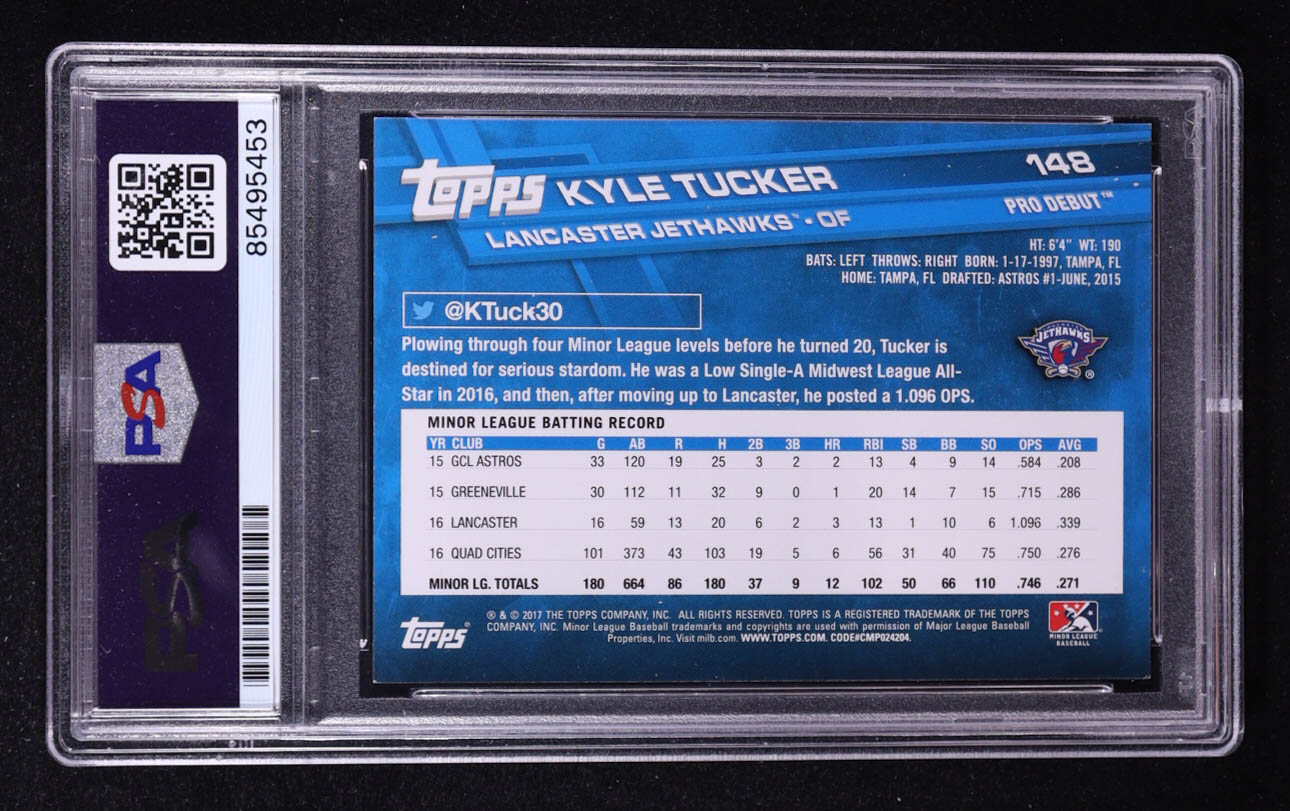 85495453
PSA
PSA
topps KYLE TUCKER 148
LANCASTER JETHAWKS™ • OF PRO DEBUT™
HT: 6'4" WT: 190
BATS: LEFT THROWS: RIGHT BORN: 1-17-1997, TAMPA, FL
HOME: TAMPA, FL DRAFTED: ASTROS #1-JUNE, 2015
@KTuck30
JETHAWKS ®
Plowing through four Minor League levels before he turned 20, Tucker is
destined for serious stardom. He was a Low Single-A Midwest League All-
Star in 2016, and then, after moving up to Lancaster, he posted a 1.096 OPS.
MINOR LEAGUE BATTING RECORD
YR CLUB G AB R H 2B 3B HR RBI SB BB SO OPS AVG
15 GCL ASTROS 33 120 19 25 3 2 2 13 4 9 14 .584 .208
15 GREENEVILLE 30 112 11 32 9 0 1 20 14 7 15 .715 .286
16 LANCASTER 16 59 13 20 6 2 3 13 1 10 6 1.096 .339
16 QUAD CITIES 101 373 43 103 19 5 6 56 31 40 75 .750 .276
MINOR LG. TOTALS 180 664 86 180 37 9 12 102 50 66 110 .746 .271
topps®
® & © 2017 THE TOPPS COMPANY, INC. ALL RIGHTS RESERVED. TOPPS IS A REGISTERED TRADEMARK OF THE TOPPS
COMPANY, INC. Minor League Baseball trademarks and copyrights are used with permission of Major League Baseball
Properties, Inc. Visit milb.com. WWW.TOPPS.COM. CODE#CMP024204.
MINOR LEAGUE
BASEBALL